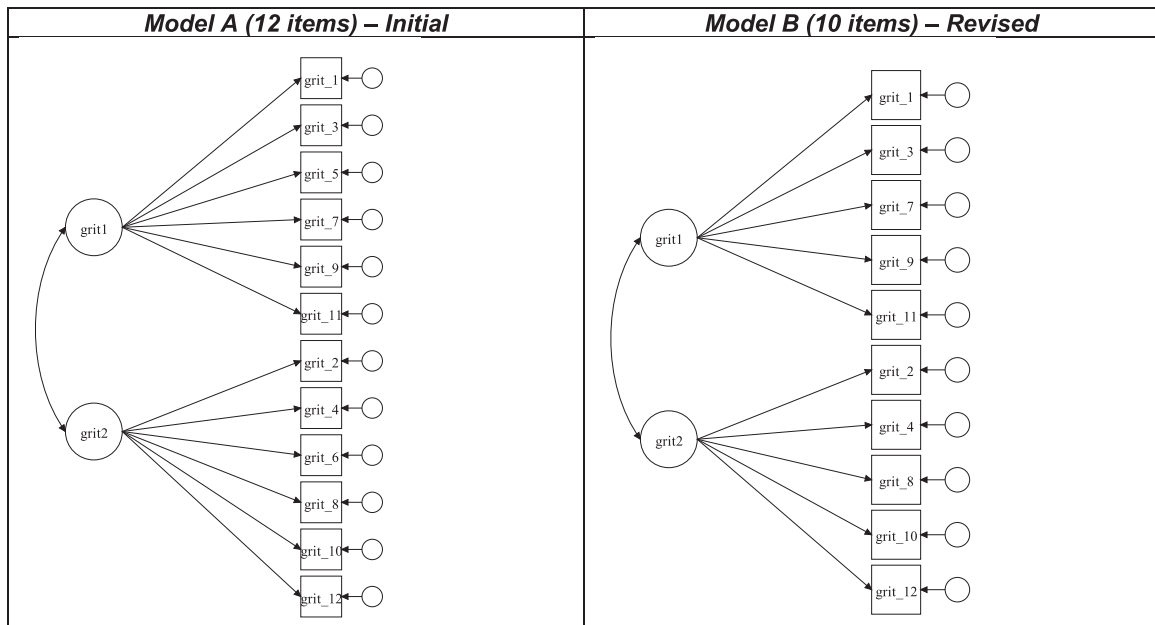 Model A (12 items) – Initial
grit_1
grit_3
grit_5
grit_7
grit1
grit_9
grit_11
grit_2
grit_4
grit2
grit_6
grit_8
grit_10
grit_12
Model B (10 items) – Revised
grit_1
grit_3
grit_7
grit1
grit_9
grit_11
grit_2
grit_4
grit2
grit_8
grit_10
grit_12